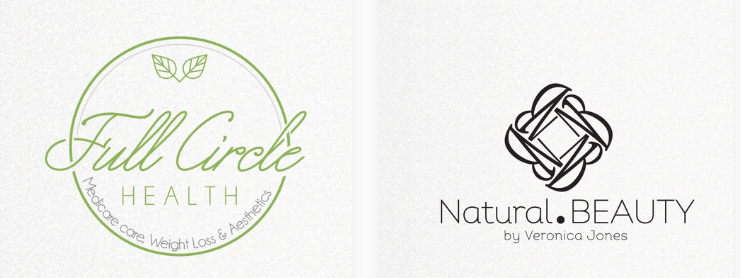 Full Circle
HEALTH
Medicare care, Weight Loss & Aesthetics
Natural.BEAUTY
by Veronica Jones